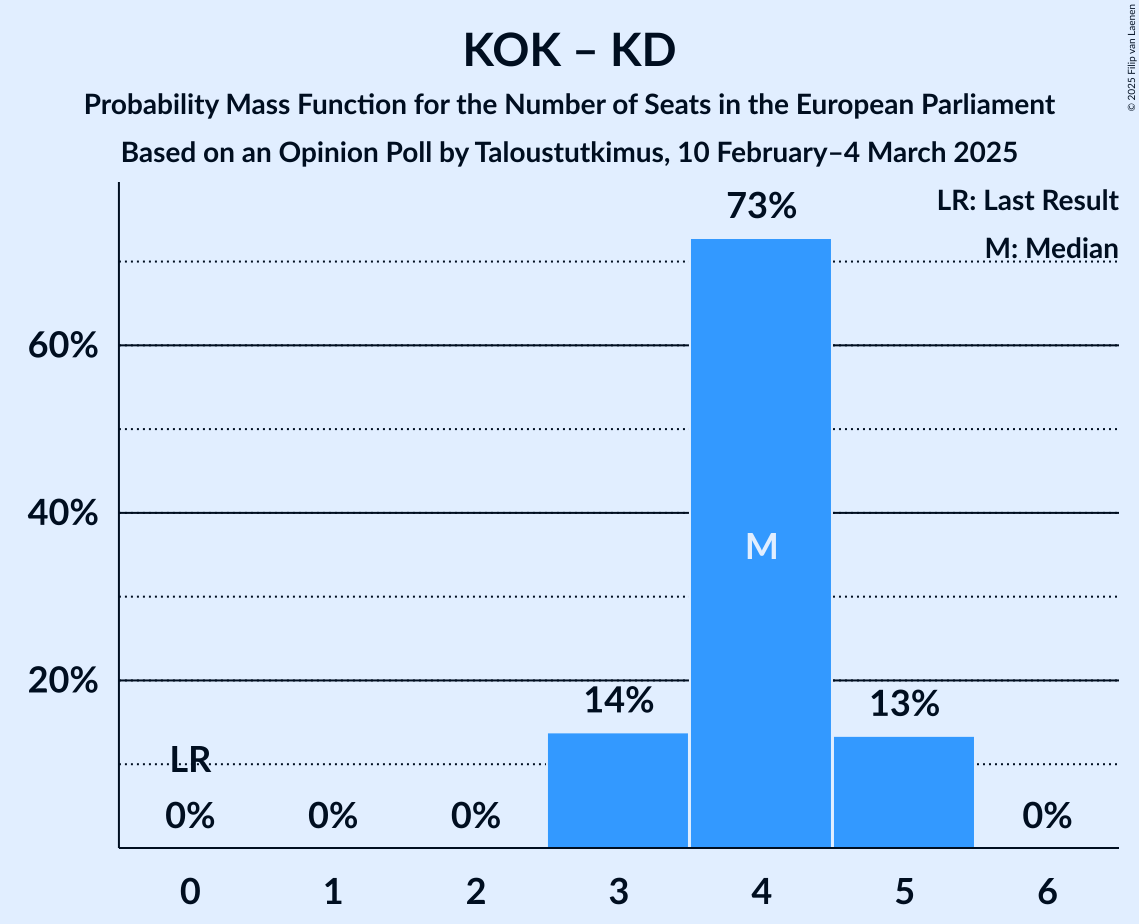 KOK – KD
Probability Mass Function for the Number of Seats in the European Parliament
Based on an Opinion Poll by Taloustutkimus, 10 February–4 March 2025
© 2025 Filip van Laenen
LR: Last Result
M: Median
73%
60%
40%
M
20%
14%
13%
LR
0%
0%
0%
0%
0
1
2
3
4
5
6